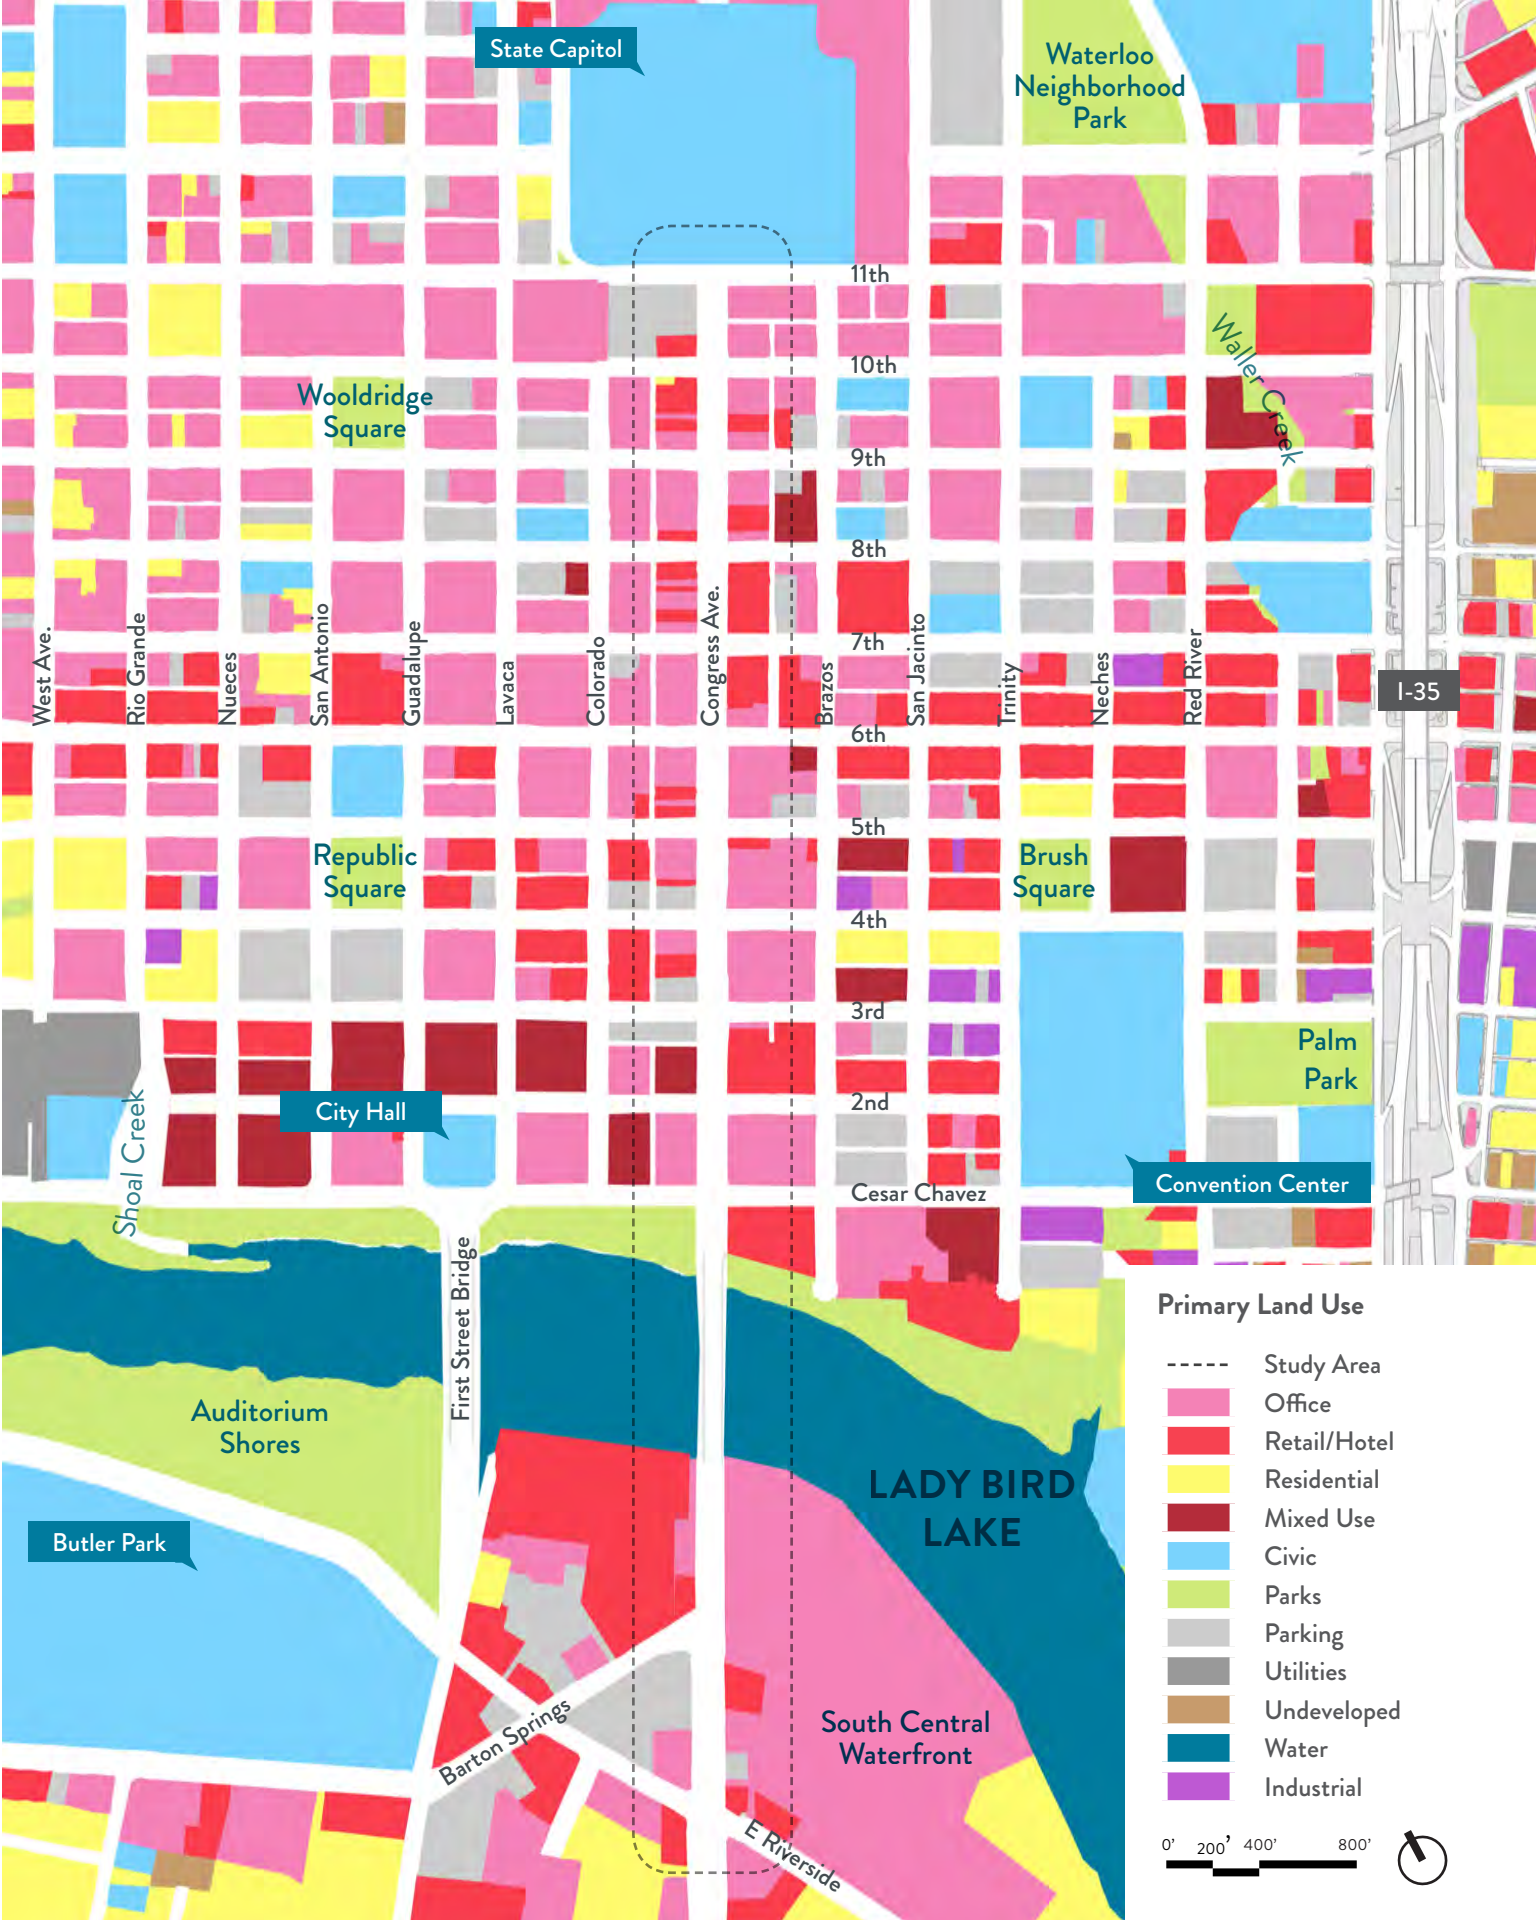 State Capitol
Waterloo
Neighborhood
Park
11th
Waller Creek
10th
Wooldridge
Square
9th
8th
7th
West Ave.
Rio Grande
Nueces
San Antonio
Guadalupe
Lavaca
Colorado
Congress Ave.
Brazos
San Jacinto
Trinity
Neches
Red River
I-35
6th
5th
Republic
Square
Brush
Square
4th
3rd
Palm
Park
2nd
City Hall
Shoal Creek
Convention Center
Cesar Chavez
First Street Bridge
Auditorium
Shores
LADY BIRD
LAKE
Butler Park
Barton Springs
South Central
Waterfront
E Riverside
Primary Land Use
Study Area
Office
Retail/Hotel
Residential
Mixed Use
Civic
Parks
Parking
Utilities
Undeveloped
Water
Industrial
0' 200' 400' 800'